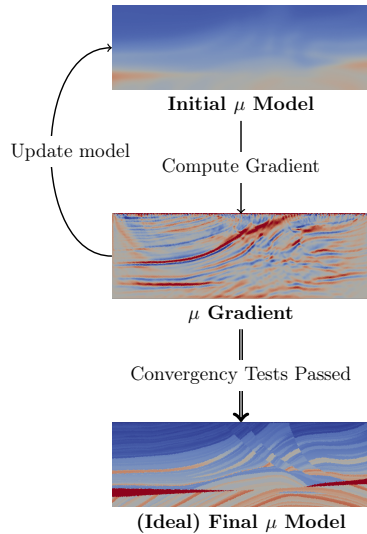 Initial μ Model
Update model
Compute Gradient
μ Gradient
Convergency Tests Passed
(Ideal) Final μ Model